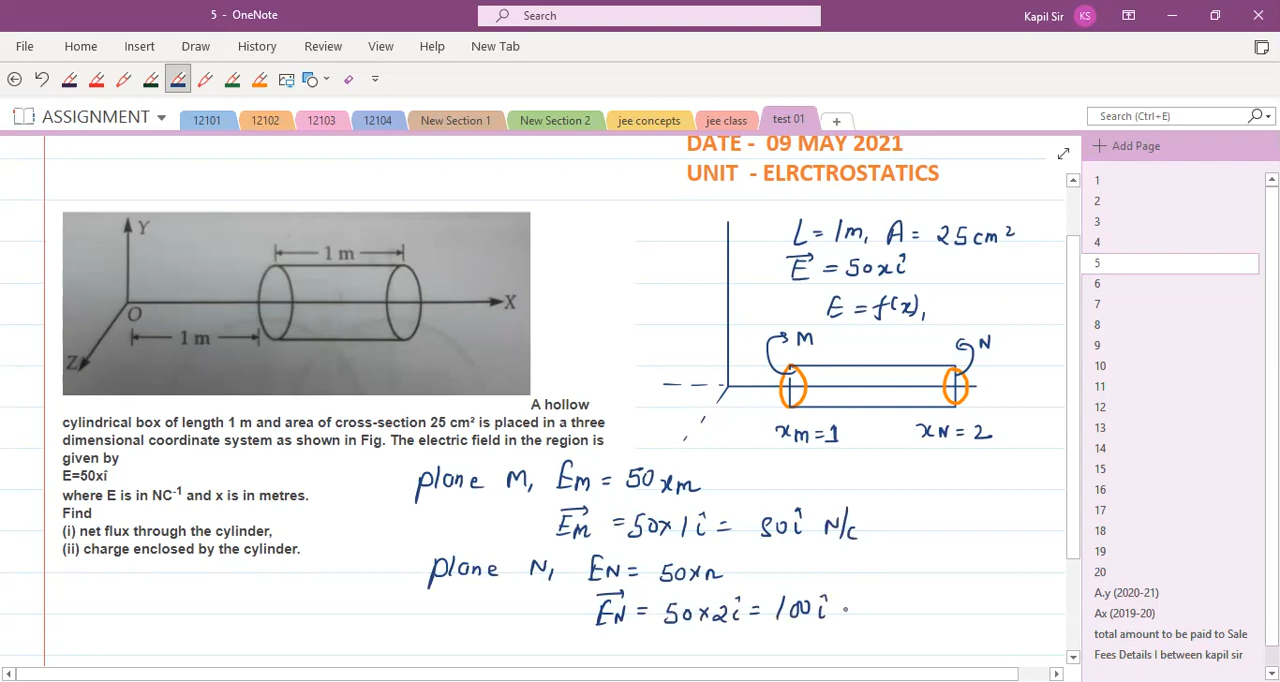 5 - OneNote
Search
Kapil Sir
KS
File Home Insert Draw History Review View Help New Tab
ASSIGNMENT
12101 12102 12103 12104 New Section 1 New Section 2 jee concepts jee class test 01
Search (Ctrl+E)
DATE - 09 MAY 2021
UNIT - ELRCTROSTATICS
Y
1 m
O
X
1 m
Z
A hollow
cylindrical box of length 1 m and area of cross-section 25 cm² is placed in a three
dimensional coordinate system as shown in Fig. The electric field in the region is
given by
E=50xî
where E is in NC⁻¹ and x is in metres.
Find
(i) net flux through the cylinder,
(ii) charge enclosed by the cylinder.
L = 1m, A = 25 cm²
E⃗ = 50xî
E = f(x),
M
N
xM = 1
xN = 2
plane M, EM = 50 xM
E⃗M = 50×1 î = 50î N/C
plane N, EN = 50×n
E⃗N = 50×2î = 100î
Add Page
1
2
3
4
5
6
7
8
9
10
11
12
13
14
15
16
17
18
19
20
A.y (2020-21)
Ax (2019-20)
total amount to be paid to Sale
Fees Details l between kapil sir